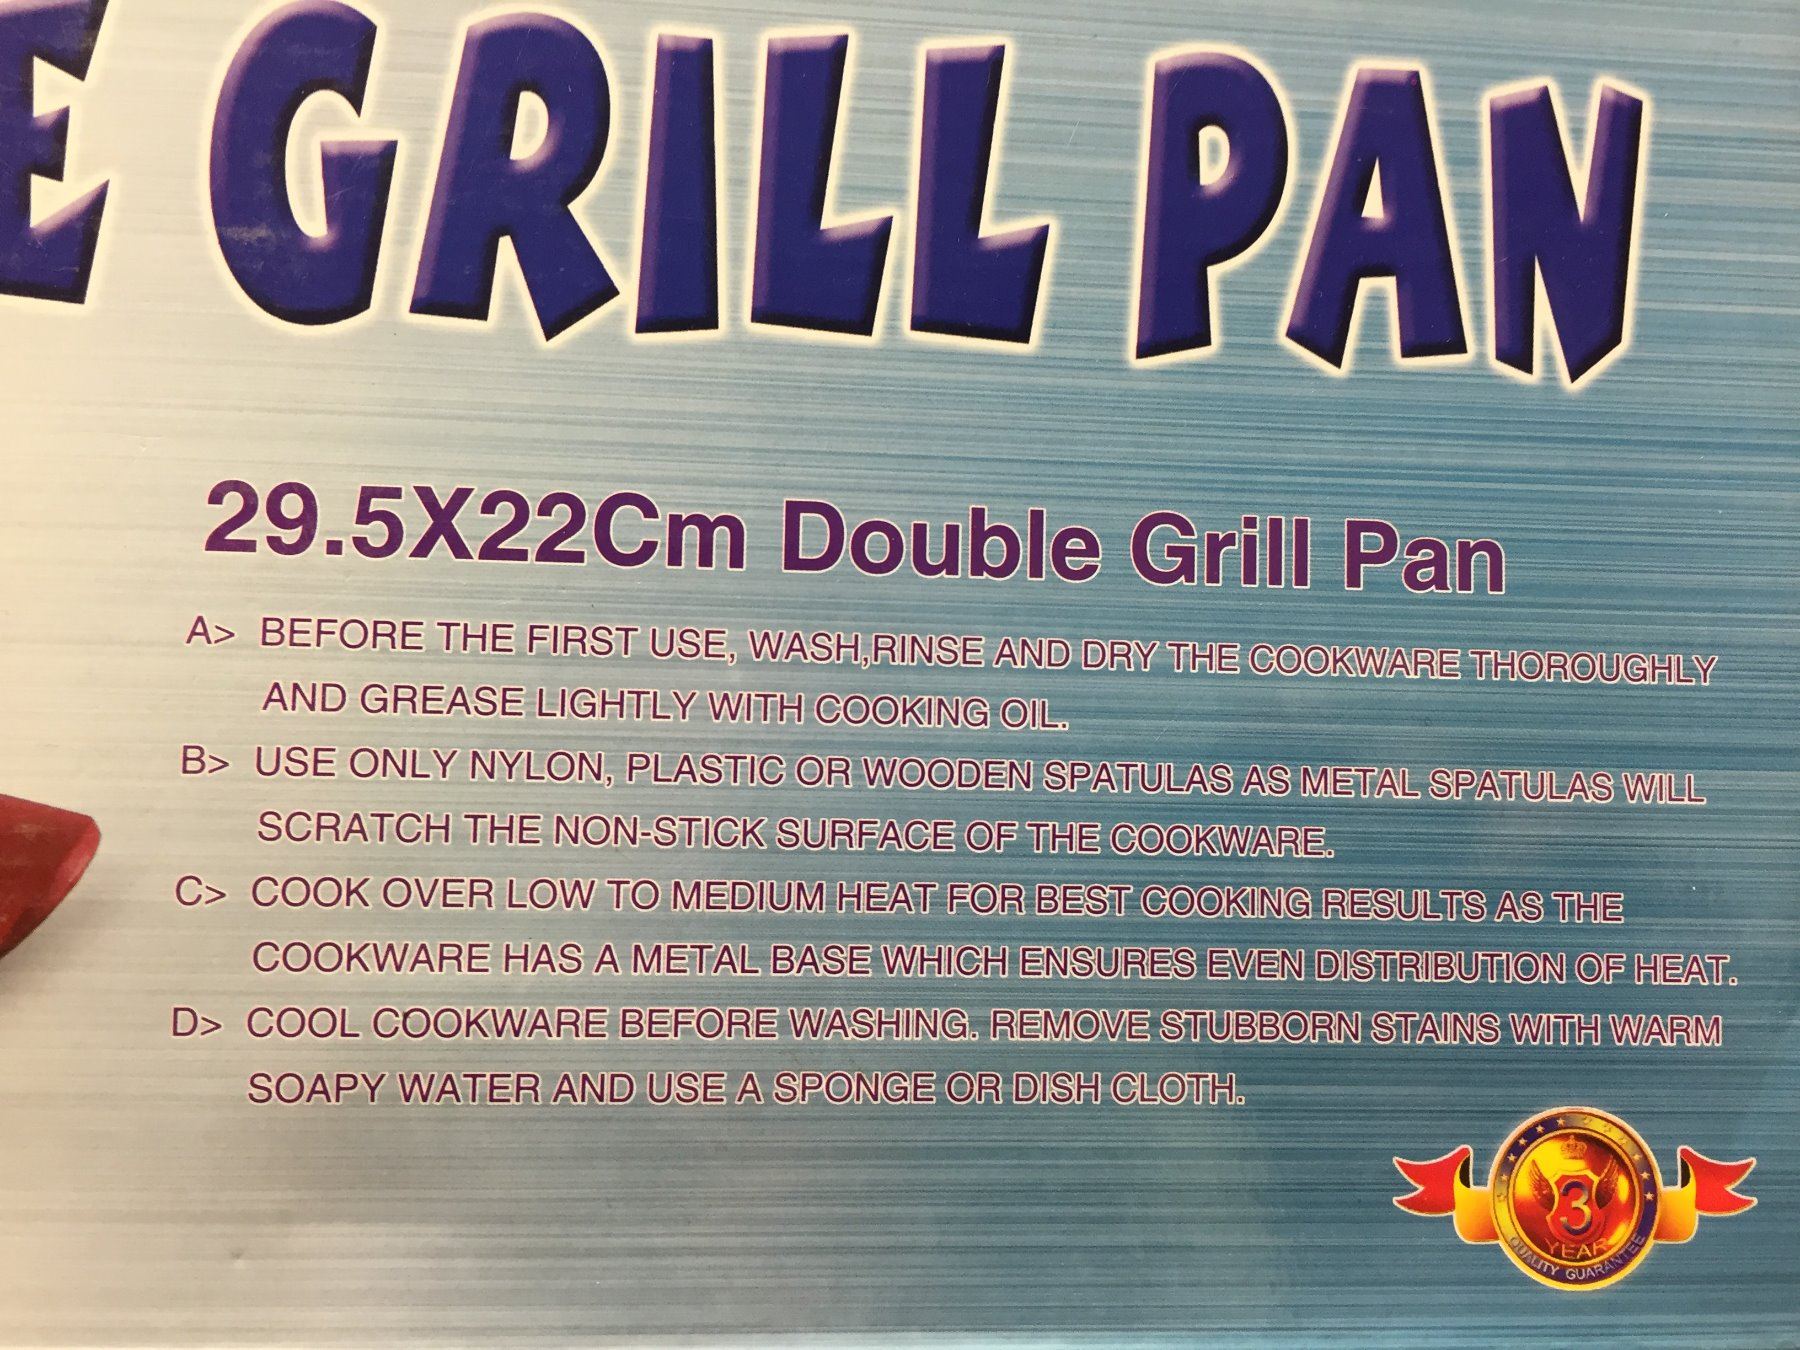 E GRILL PAN
29.5X22Cm Double Grill Pan
A> BEFORE THE FIRST USE, WASH,RINSE AND DRY THE COOKWARE THOROUGHLY
AND GREASE LIGHTLY WITH COOKING OIL.
B> USE ONLY NYLON, PLASTIC OR WOODEN SPATULAS AS METAL SPATULAS WILL
SCRATCH THE NON-STICK SURFACE OF THE COOKWARE.
C> COOK OVER LOW TO MEDIUM HEAT FOR BEST COOKING RESULTS AS THE
COOKWARE HAS A METAL BASE WHICH ENSURES EVEN DISTRIBUTION OF HEAT.
D> COOL COOKWARE BEFORE WASHING. REMOVE STUBBORN STAINS WITH WARM
SOAPY WATER AND USE A SPONGE OR DISH CLOTH.
3
YEAR
QUALITY GUARANTEE